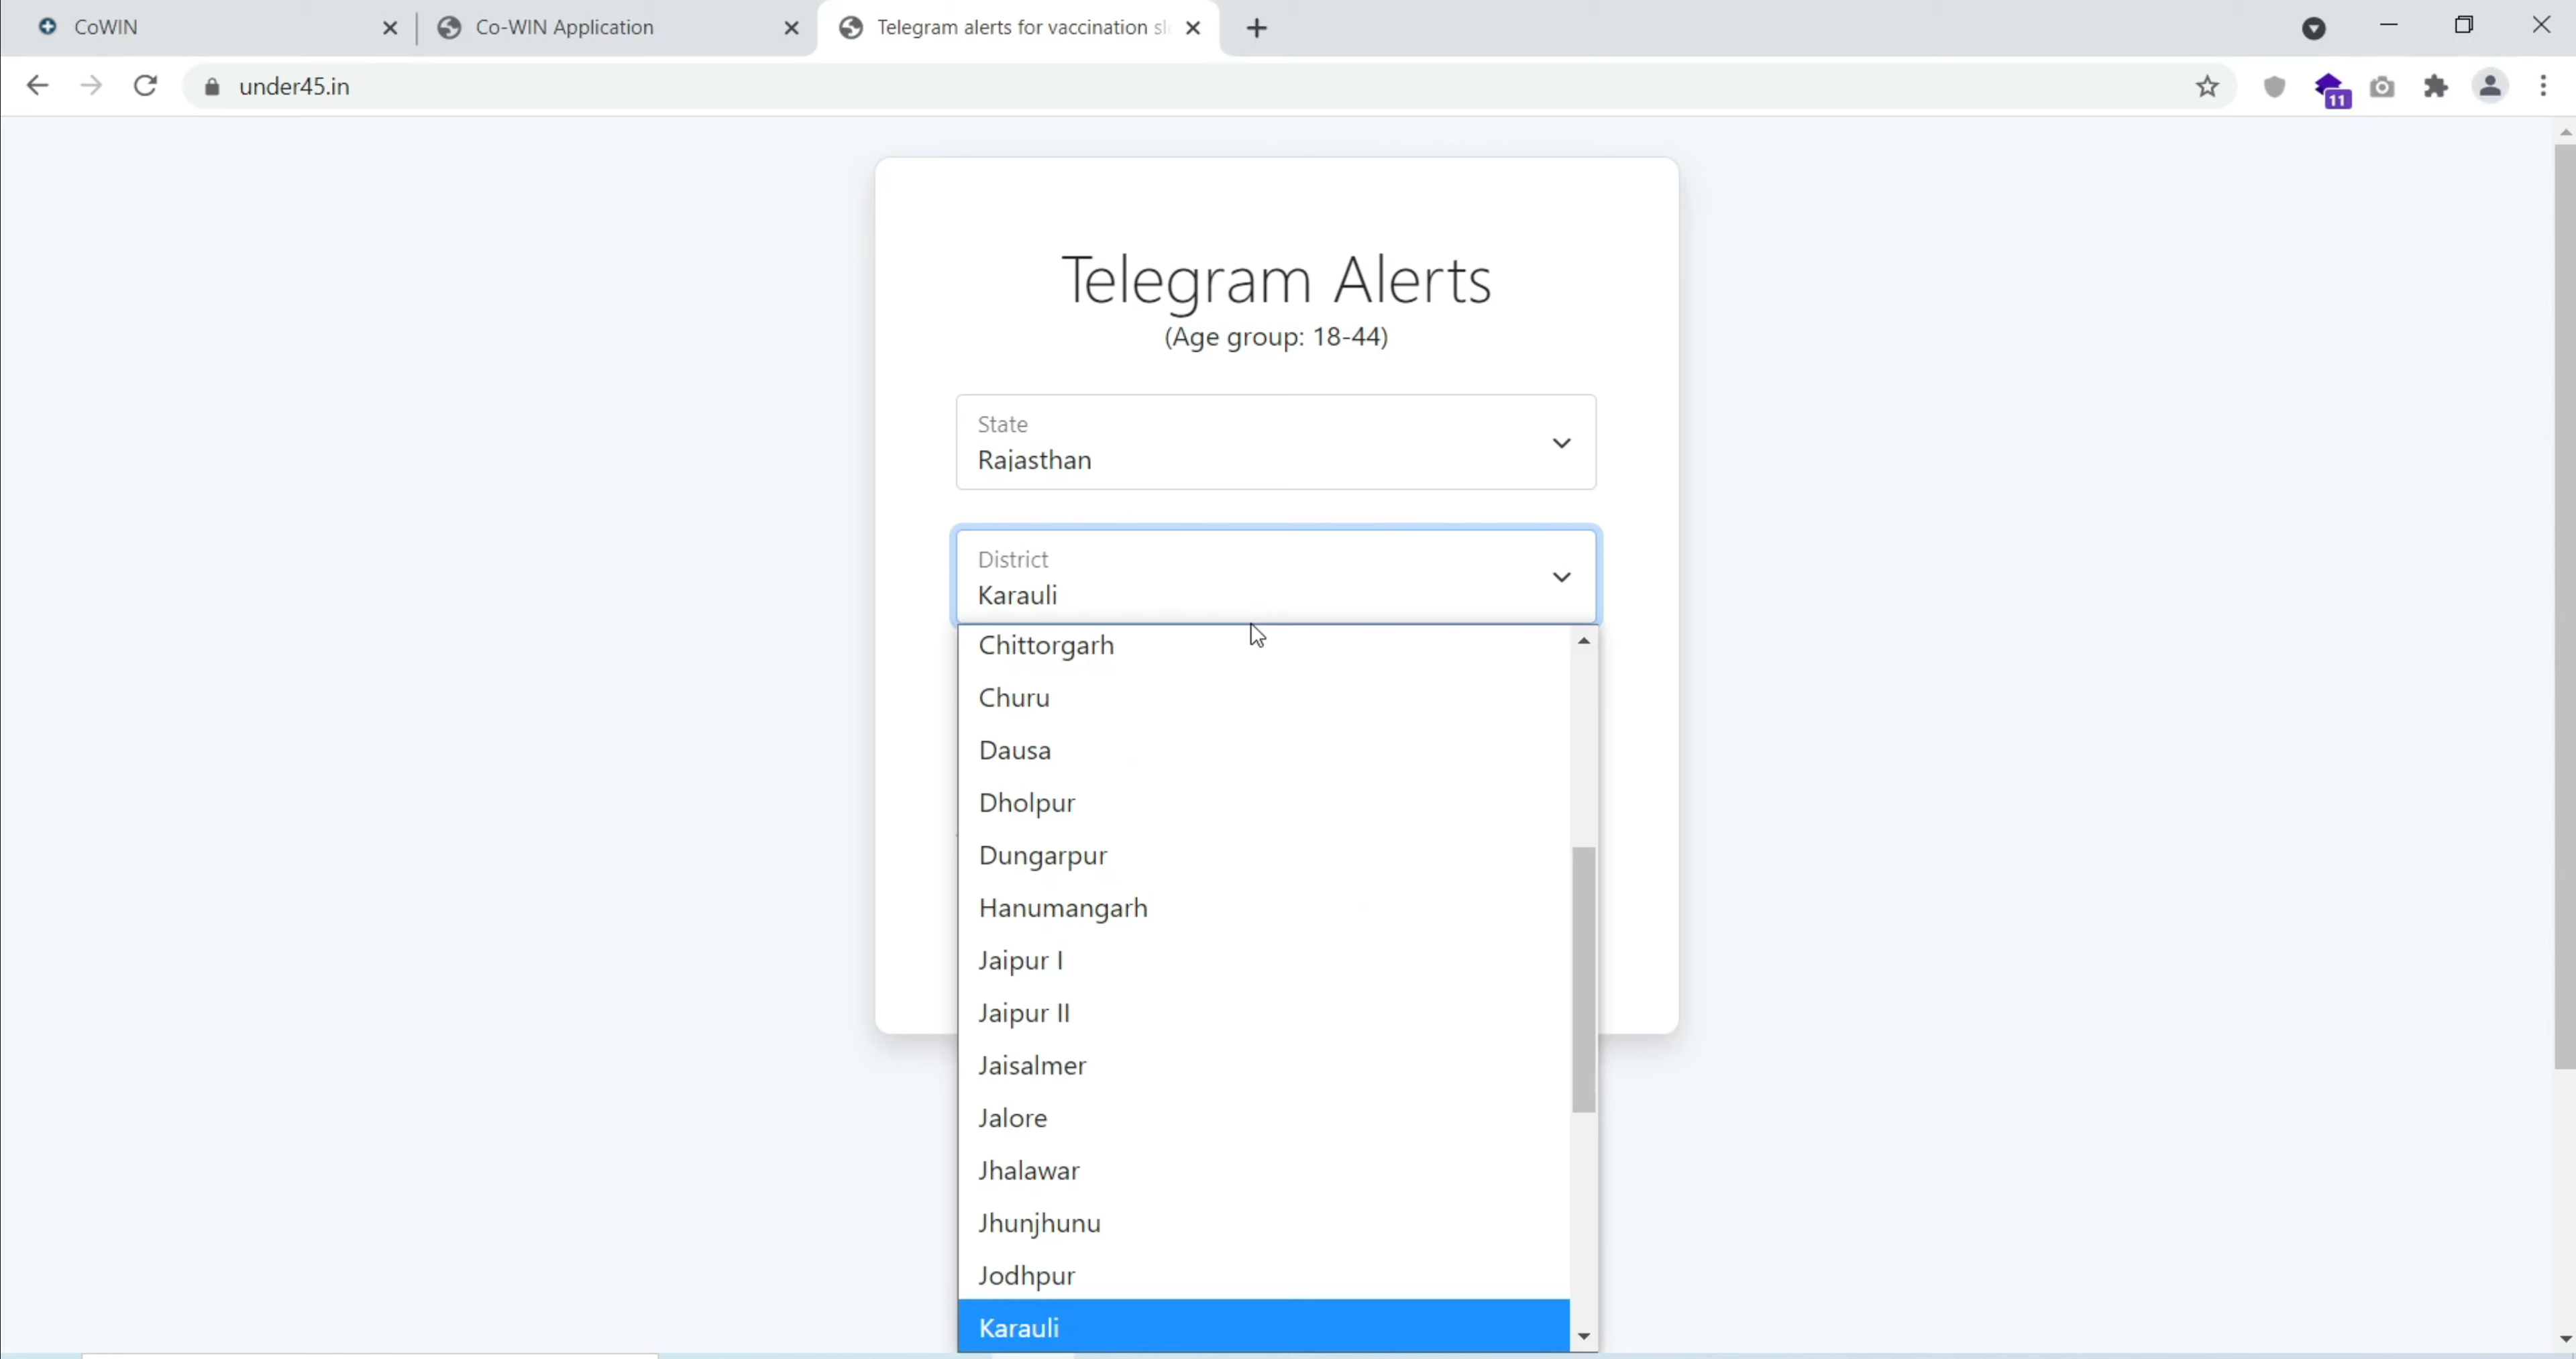 CoWIN
Co-WIN Application
Telegram alerts for vaccination sl
under45.in
11
Telegram Alerts
(Age group: 18-44)
State
Rajasthan
District
Karauli
Chittorgarh
Churu
Dausa
Dholpur
Dungarpur
Hanumangarh
Jaipur I
Jaipur II
Jaisalmer
Jalore
Jhalawar
Jhunjhunu
Jodhpur
Karauli